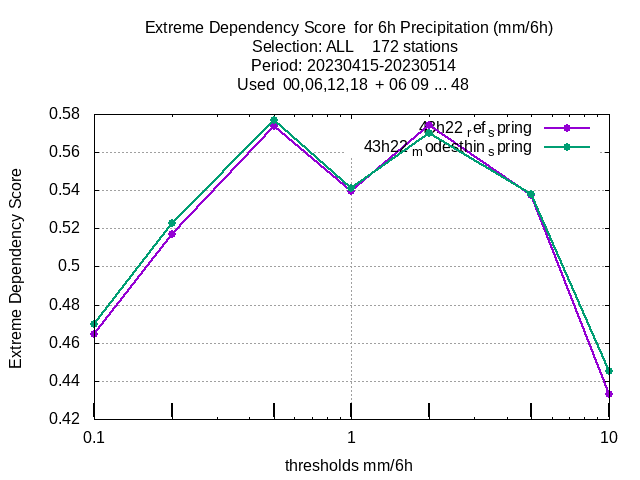 Extreme Dependency Score  for 6h Precipitation (mm/6h)
Selection: ALL    172 stations
Period: 20230415-20230514
Used  00,06,12,18  + 06 09 ... 48
43h22refspring
43h22modesthinspring
Extreme Dependency Score
0.58
0.56
0.54
0.52
0.5
0.48
0.46
0.44
0.42
0.1
1
10
thresholds mm/6h